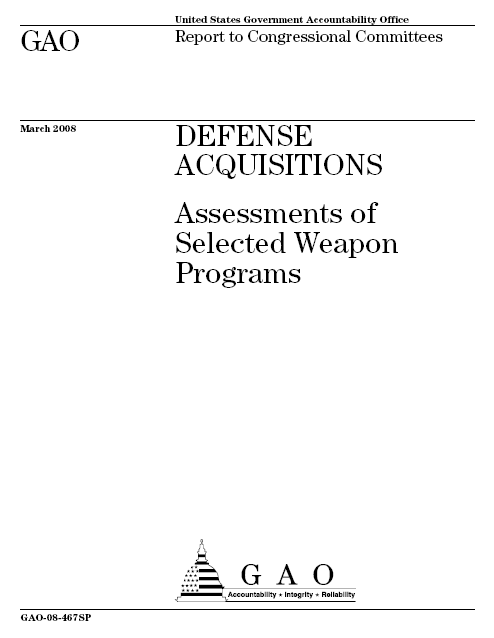 United States Government Accountability Office
GAO
Report to Congressional Committees
March 2008
DEFENSE
ACQUISITIONS
Assessments of
Selected Weapon
Programs
G A O
Accountability * Integrity * Reliability
GAO-08-467SP